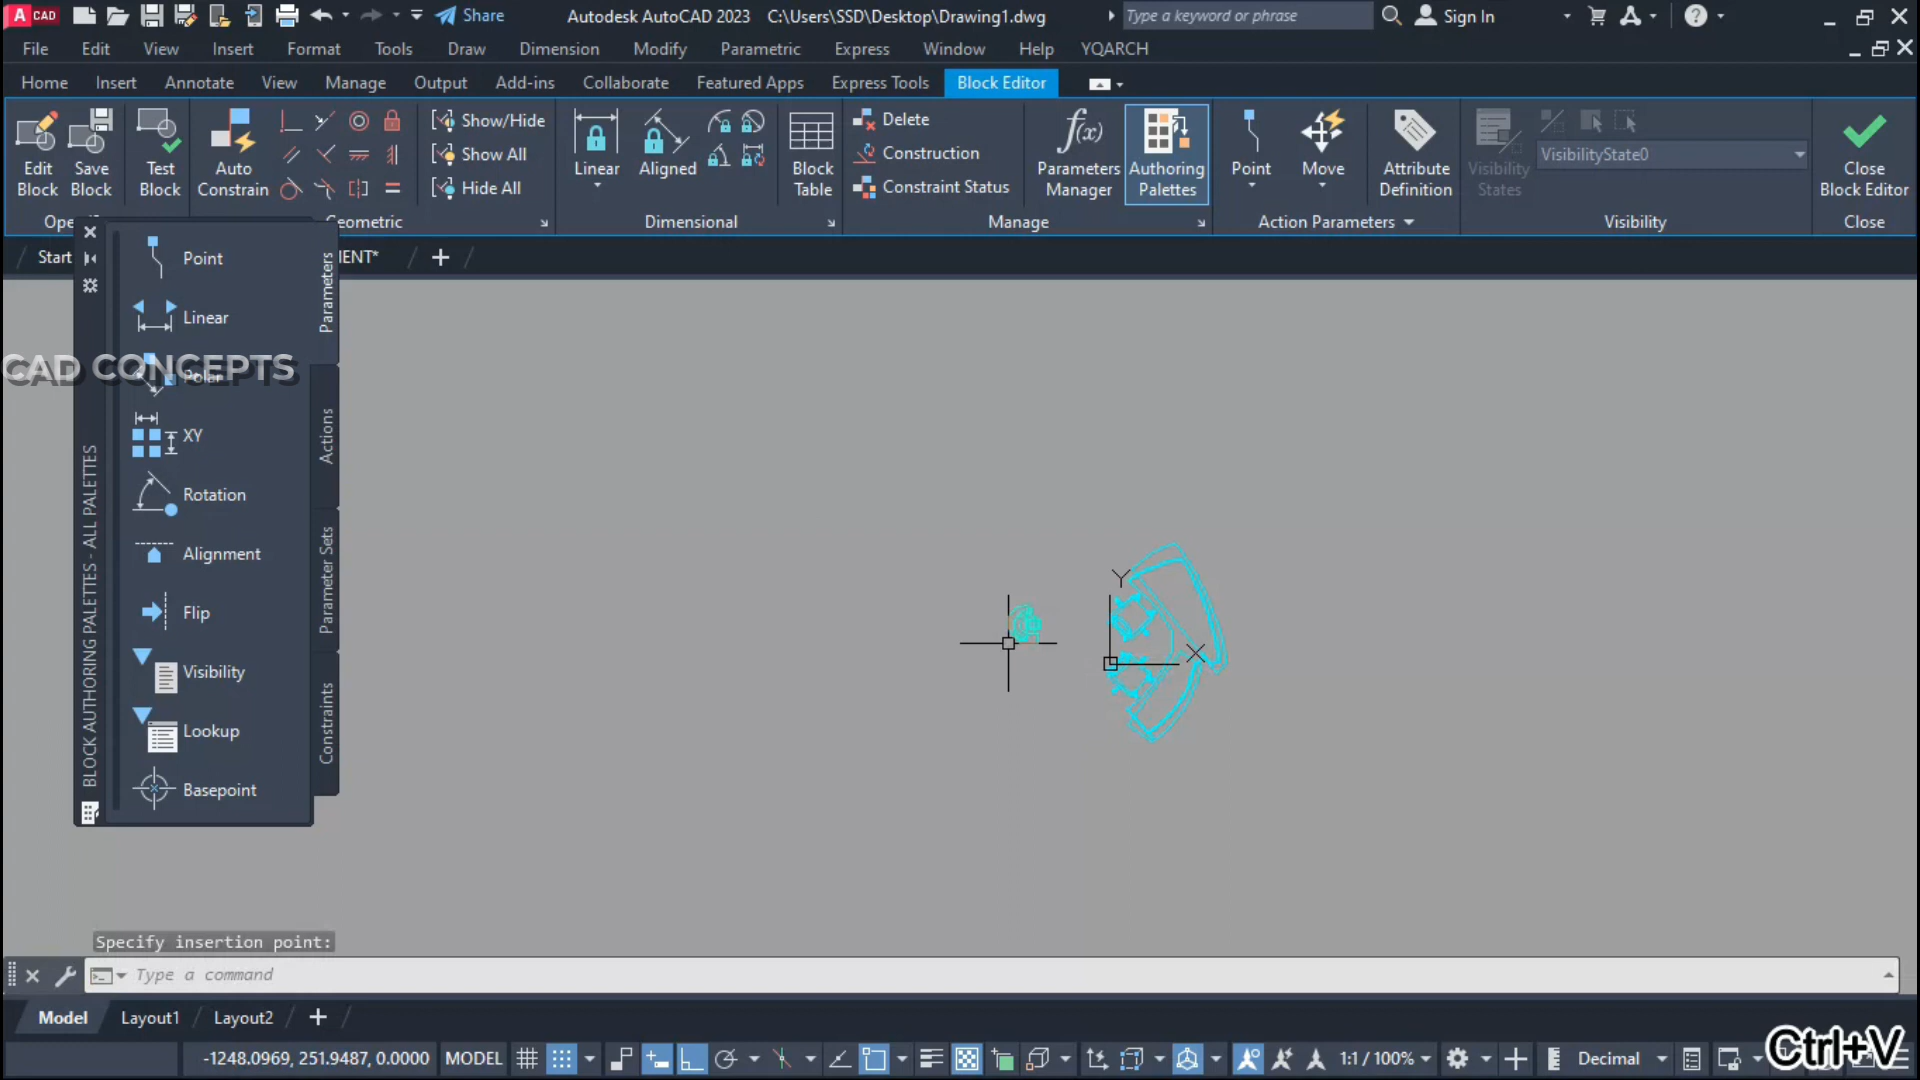 CAD
Share
Autodesk AutoCAD 2023
C:\Users\SSD\Desktop\Drawing1.dwg
Type a keyword or phrase
Sign In
File
Edit
View
Insert
Format
Tools
Draw
Dimension
Modify
Parametric
Express
Window
Help
YQARCH
Home
Insert
Annotate
View
Manage
Output
Add-ins
Collaborate
Featured Apps
Express Tools
Block Editor
Edit
Block
Save
Block
Test
Block
Auto
Constrain
Show/Hide
Show All
Hide All
Linear
Aligned
Block
Table
Delete
Construction
Constraint Status
f(x)
Parameters
Manager
Authoring
Palettes
Point
Move
Attribute
Definition
Visibility
States
VisibilityState0
Close
Block Editor
Geometric
Dimensional
Manage
Action Parameters
Visibility
Close
Start
Point
Linear
Polar
XY
Rotation
Alignment
Flip
Visibility
Lookup
Basepoint
Parameters
Actions
Parameter Sets
Constraints
BLOCK AUTHORING PALETTES - ALL PALETTES
CAD CONCEPTS
Y
X
Specify insertion point:
Type a command
Model
Layout1
Layout2
-1248.0969, 251.9487, 0.0000
MODEL
1:1 / 100%
Decimal
Ctrl+V